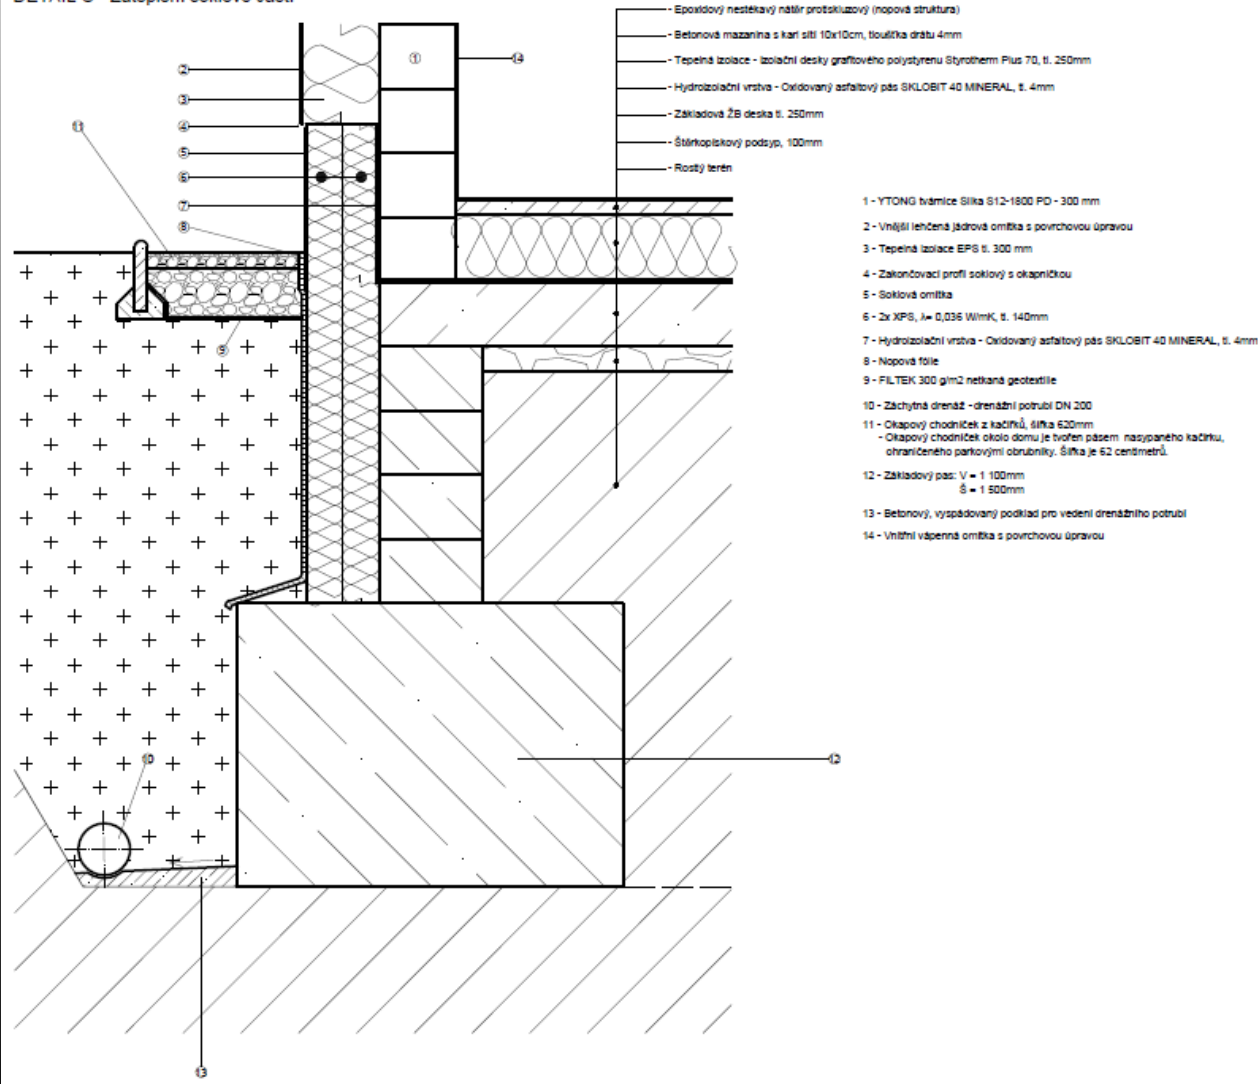 - Epoxidový nestékavý nátěr protiskluzový (nopová struktura)
- Betonová mazanina s kari sítí 10x10cm, tloušťka drátu 4mm
- Tepelná izolace - izolační desky grafitového polystyrenu Styrotherm Plus 70, tl. 250mm
- Hydroizolační vrstva - Oxidovaný asfaltový pás SKLOBIT 40 MINERAL, tl. 4mm
- Základová ŽB deska tl. 250mm
- Štěrkopískový podsyp, 100mm
- Rostlý terén
1 - YTONG tvárnice Silka S12-1800 PD - 300 mm
2 - Vnější lehčená jádrová omítka s povrchovou úpravou
3 - Tepelná izolace EPS tl. 300 mm
4 - Zakončovací profil soklový s okapničkou
5 - Soklová omítka
6 - 2x XPS, λ= 0,036 W/mK, tl. 140mm
7 - Hydroizolační vrstva - Oxidovaný asfaltový pás SKLOBIT 40 MINERAL, tl. 4mm
8 - Nopová fólie
9 - FILTEK 300 g/m2 netkaná geotextilie
10 - Záchytná drenáž - drenážní potrubí DN 200
11 - Okapový chodníček z kačírků, šířka 620mm
- Okapový chodníček okolo domu je tvořen pásem nasypaného kačírku,
ohraničeného parkovými obrubníky. Šířka je 62 centimetrů.
12 - Základový pas: V = 1 100mm
Š = 1 500mm
13 - Betonový, vyspádovaný podklad pro vedení drenážního potrubí
14 - Vnitřní vápenná omítka s povrchovou úpravou
1
14
2
3
4
11
5
6
7
8
9
10
12
13